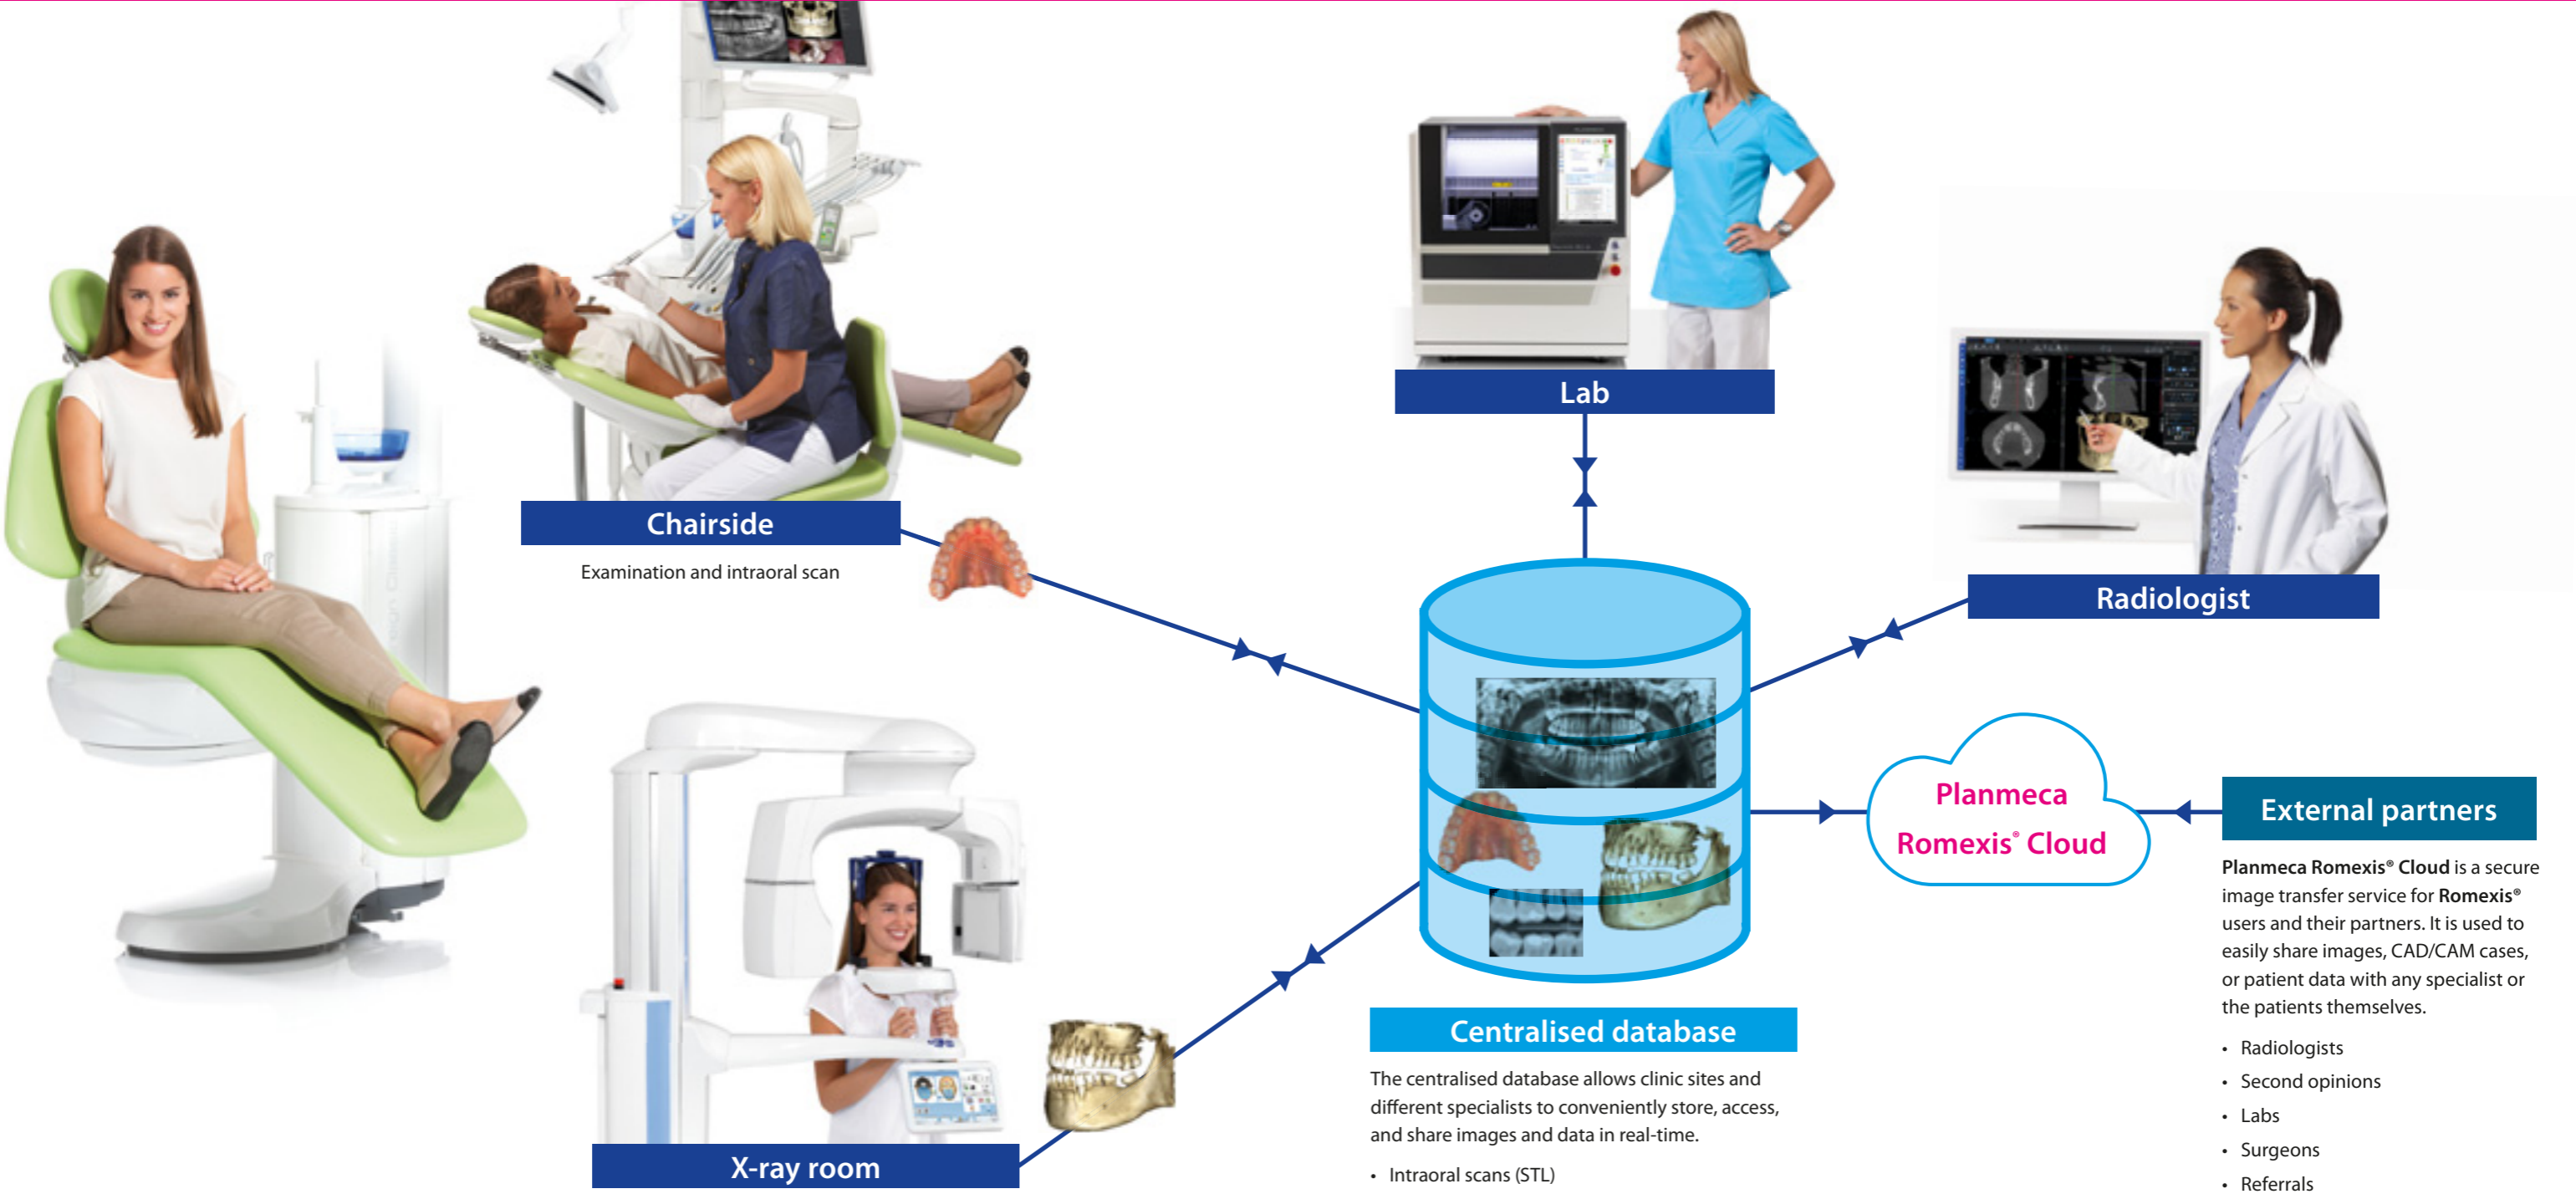 Lab
Chairside
Examination and intraoral scan
Radiologist
Planmeca
Romexis® Cloud
External partners
Planmeca Romexis® Cloud is a secure
image transfer service for Romexis®
users and their partners. It is used to
easily share images, CAD/CAM cases,
or patient data with any specialist or
the patients themselves.
• Radiologists
• Second opinions
• Labs
• Surgeons
• Referrals
Centralised database
The centralised database allows clinic sites and
different specialists to conveniently store, access,
and share images and data in real-time.
• Intraoral scans (STL)
X-ray room